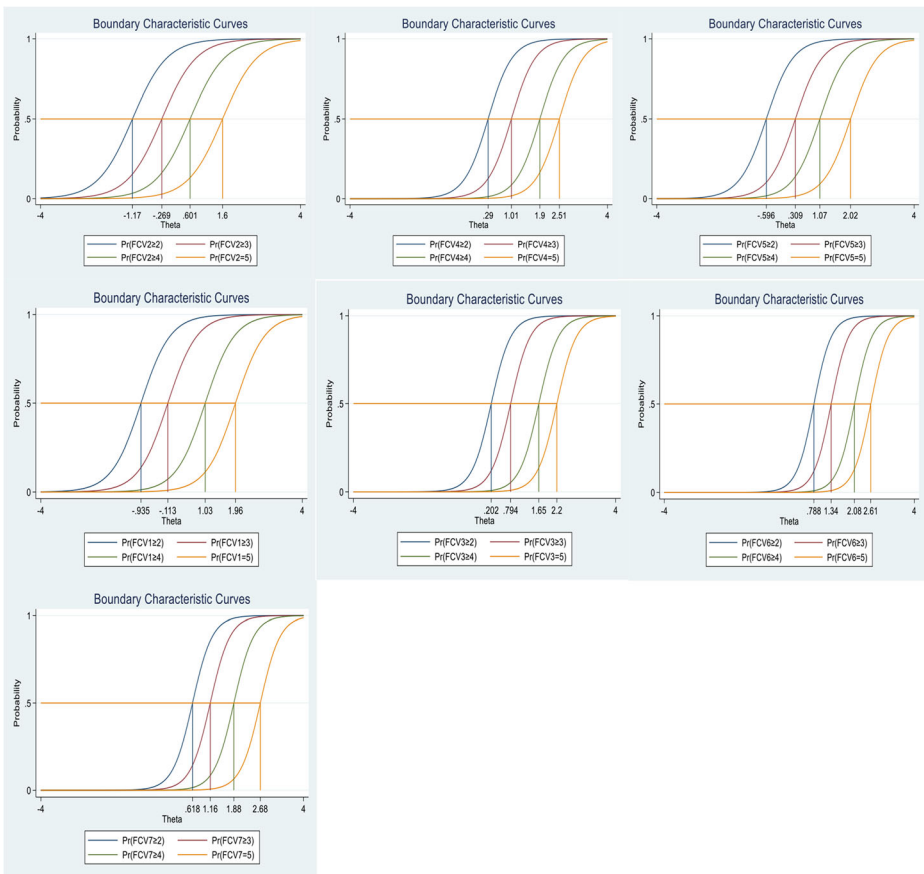 Boundary Characteristic Curves
1
Probability
.5
0
-4 -1.17 -.269 .601 1.6 4
Theta
Pr(FCV2≥2) Pr(FCV2≥3)
Pr(FCV2≥4) Pr(FCV2=5)
Boundary Characteristic Curves
1
Probability
.5
0
-4 .29 1.01 1.9 2.51 4
Theta
Pr(FCV4≥2) Pr(FCV4≥3)
Pr(FCV4≥4) Pr(FCV4=5)
Boundary Characteristic Curves
1
Probability
.5
0
-4 -.596 .309 1.07 2.02 4
Theta
Pr(FCV5≥2) Pr(FCV5≥3)
Pr(FCV5≥4) Pr(FCV5=5)
Boundary Characteristic Curves
1
Probability
.5
0
-4 -.935 -.113 1.03 1.96 4
Theta
Pr(FCV1≥2) Pr(FCV1≥3)
Pr(FCV1≥4) Pr(FCV1=5)
Boundary Characteristic Curves
1
Probability
.5
0
-4 .202 .794 1.65 2.2 4
Theta
Pr(FCV3≥2) Pr(FCV3≥3)
Pr(FCV3≥4) Pr(FCV3=5)
Boundary Characteristic Curves
1
Probability
.5
0
-4 .788 1.34 2.08 2.61 4
Theta
Pr(FCV6≥2) Pr(FCV6≥3)
Pr(FCV6≥4) Pr(FCV6=5)
Boundary Characteristic Curves
1
Probability
.5
0
-4 .618 1.16 1.88 2.68 4
Theta
Pr(FCV7≥2) Pr(FCV7≥3)
Pr(FCV7≥4) Pr(FCV7=5)